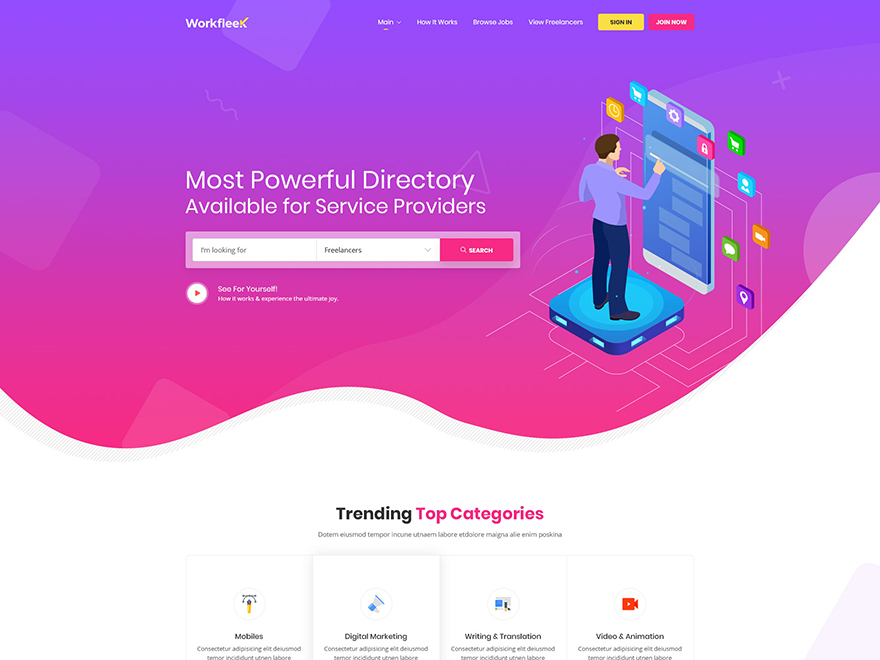 Workfleek
Main How It Works Browse Jobs View Freelancers SIGN IN JOIN NOW
Most Powerful Directory
Available for Service Providers
I'm looking for Freelancers SEARCH
See For Yourself!
How it works & experience the ultimate joy.
Trending Top Categories
Dotem eiusmod tempor incune utnaem labore etdolore maigna alie enim poskina
Mobiles Digital Marketing Writing & Translation Video & Animation
Consectetur adipisicing elit deiusmod Consectetur adipisicing elit deiusmod Consectetur adipisicing elit deiusmod Consectetur adipisicing elit deiusmod
temor incididunt utnen labore temor incididunt utnen labore temor incididunt utnen labore temor incididunt utnen labore